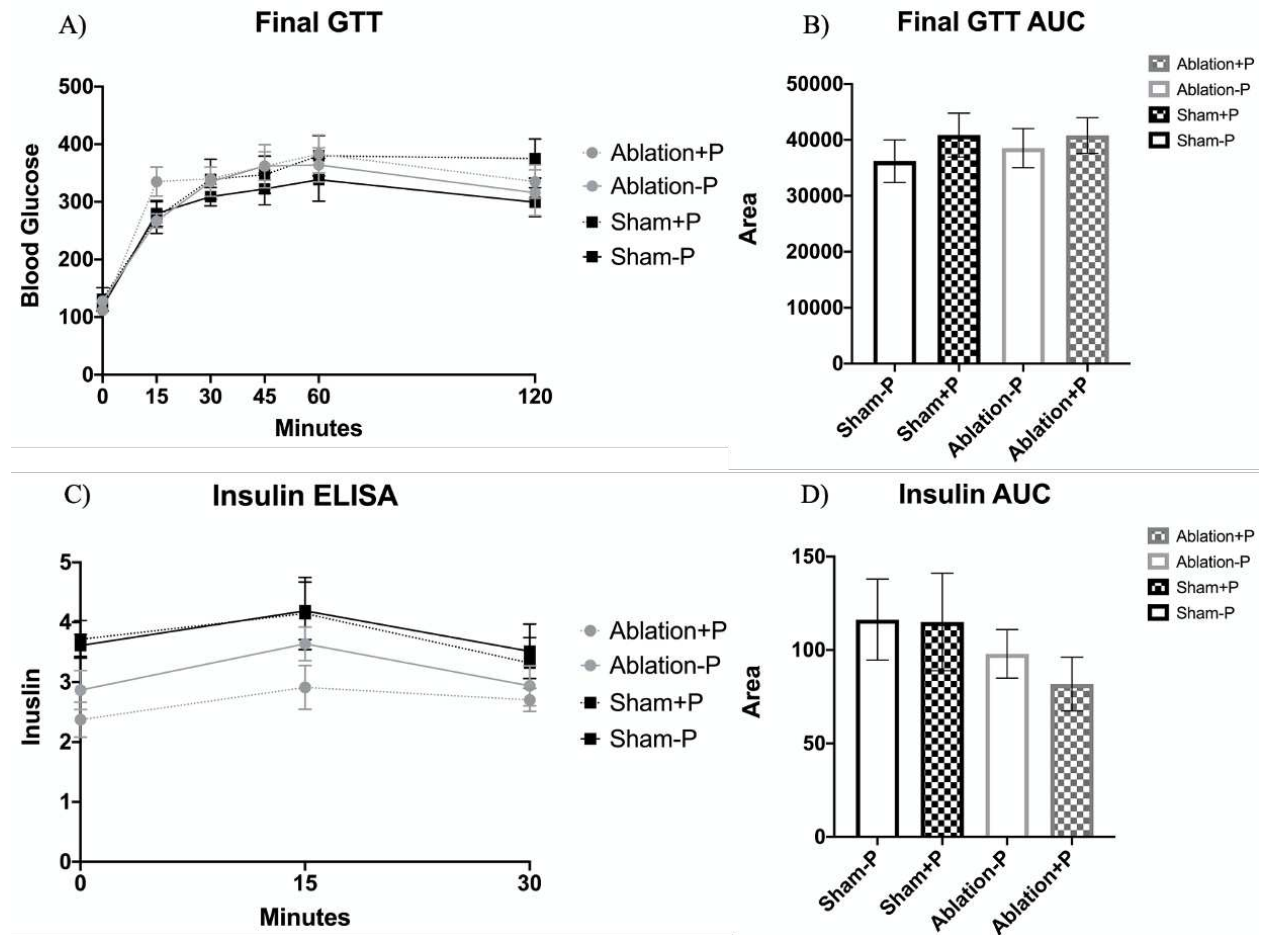 A)
Final GTT
500
400
300
200
100
0
Blood Glucose
0 15 30 45 60 120
Minutes
Ablation+P
Ablation-P
Sham+P
Sham-P
B)
Final GTT AUC
50000
40000
30000
20000
10000
0
Area
Sham-P
Sham+P
Ablation-P
Ablation+P
Ablation+P
Ablation-P
Sham+P
Sham-P
C)
Insulin ELISA
5
4
3
2
1
0
Inuslin
0 15 30
Minutes
Ablation+P
Ablation-P
Sham+P
Sham-P
D)
Insulin AUC
150
100
50
0
Area
Sham-P
Sham+P
Ablation-P
Ablation+P
Ablation+P
Ablation-P
Sham+P
Sham-P